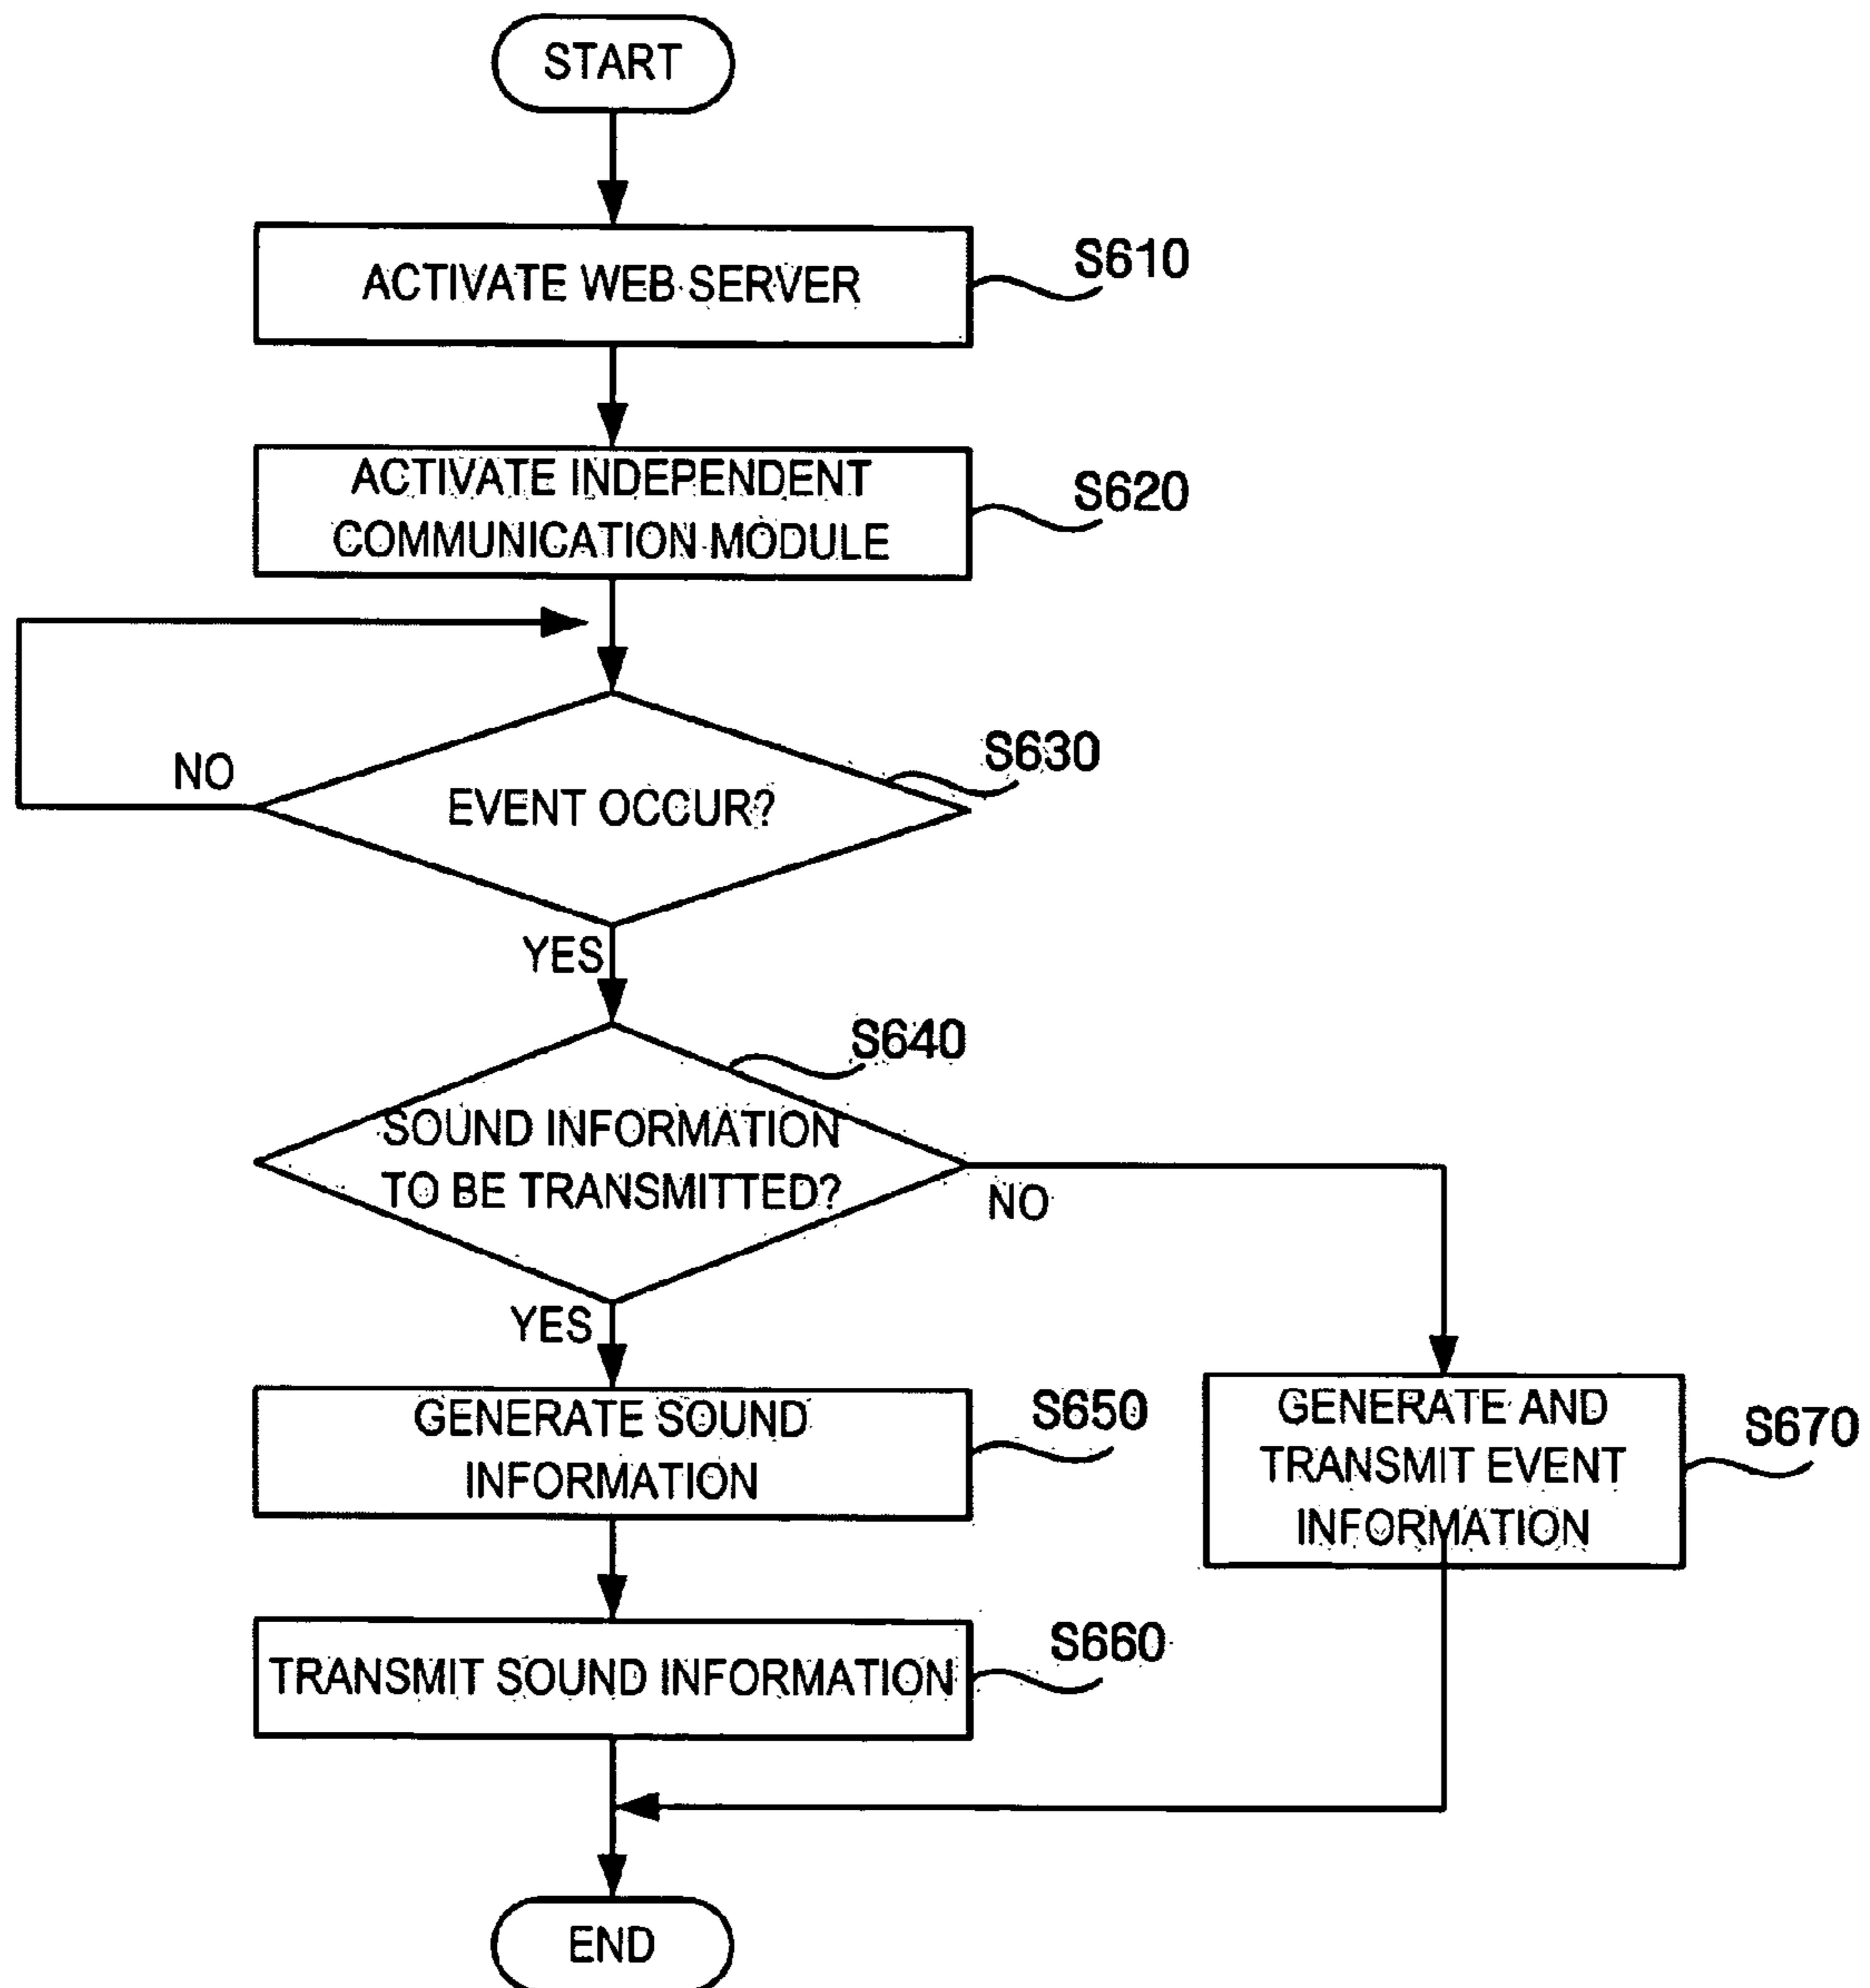 START
ACTIVATE WEB SERVER
S610
ACTIVATE INDEPENDENT
COMMUNICATION MODULE
S620
NO
EVENT OCCUR?
S630
YES
SOUND INFORMATION
TO BE TRANSMITTED?
S640
NO
YES
GENERATE SOUND
INFORMATION
S650
GENERATE AND
TRANSMIT EVENT
INFORMATION
S670
TRANSMIT SOUND INFORMATION
S660
END